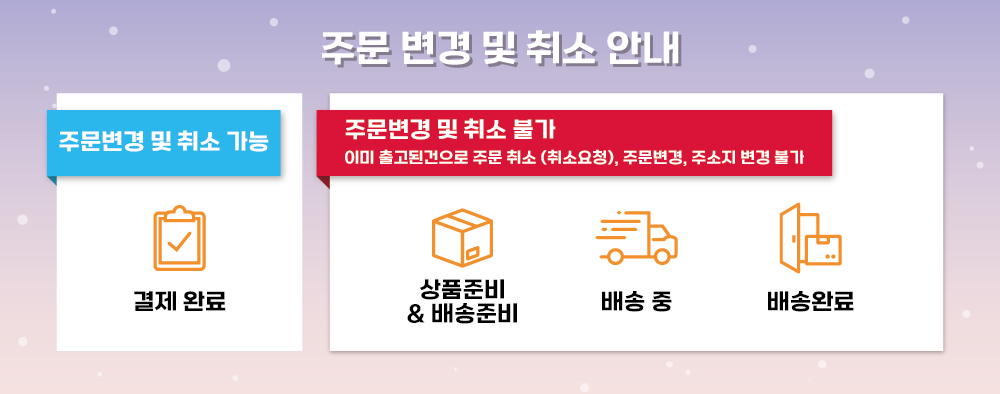 주문 변경 및 취소 안내
주문변경 및 취소 가능
결제 완료
주문변경 및 취소 불가
이미 출고된건으로 주문 취소 (취소요청), 주문변경, 주소지 변경 불가
상품준비
& 배송준비
배송 중
배송완료